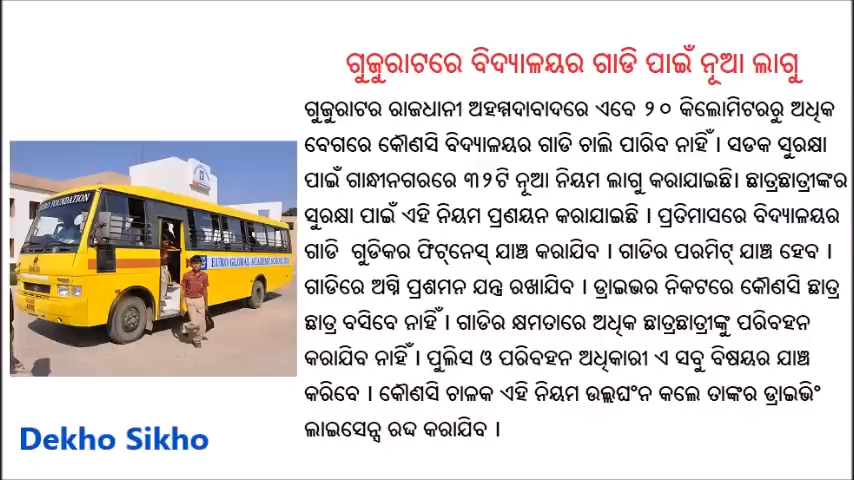 ଗୁଜୁରାଟରେ ବିଦ୍ୟାଳୟର ଗାଡି ପାଇଁ ନୂଆ ଲାଗୁ
ଗୁଜୁରାଟର ରାଜଧାନୀ ଅହମ୍ମଦାବାଦରେ ଏବେ ୨୦ କିଲୋମିଟରରୁ ଅଧିକ
ବେଗରେ କୌଣସି ବିଦ୍ୟାଳୟର ଗାଡି ଚାଲି ପାରିବ ନାହିଁ । ସଡକ ସୁରକ୍ଷା
ପାଇଁ ଗାନ୍ଧୀନଗରରେ ୩୨ଟି ନୂଆ ନିୟମ ଲାଗୁ କରାଯାଇଛି। ଛାତ୍ରଛାତ୍ରୀଙ୍କର
ସୁରକ୍ଷା ପାଇଁ ଏହି ନିୟମ ପ୍ରଣୟନ କରାଯାଇଛି । ପ୍ରତିମାସରେ ବିଦ୍ୟାଳୟର
ଗାଡି ଗୁଡିକର ଫିଟ୍‌ନେସ୍ ଯାଞ୍ଚ କରାଯିବ । ଗାଡିର ପରମିଟ୍ ଯାଞ୍ଚ ହେବ ।
ଗାଡିରେ ଅଗ୍ନି ପ୍ରଶମନ ଯନ୍ତ୍ର ରଖାଯିବ । ଡ୍ରାଇଭର ନିକଟରେ କୌଣସି ଛାତ୍ର
ଛାତ୍ର ବସିବେ ନାହିଁ । ଗାଡିର କ୍ଷମତାରେ ଅଧିକ ଛାତ୍ରଛାତ୍ରୀଙ୍କୁ ପରିବହନ
କରାଯିବ ନାହିଁ । ପୁଲିସ ଓ ପରିବହନ ଅଧିକାରୀ ଏ ସବୁ ବିଷୟର ଯାଞ୍ଚ
କରିବେ । କୌଣସି ଚାଳକ ଏହି ନିୟମ ଉଲ୍ଲଘଂନ କଲେ ତାଙ୍କର ଡ୍ରାଇଭିଂ
ଲାଇସେନ୍ସ ରଦ୍ଦ କରାଯିବ ।
EURO FOUNDATION
EURO GLOBAL ACADEMY SCHOOL
Dekho Sikho